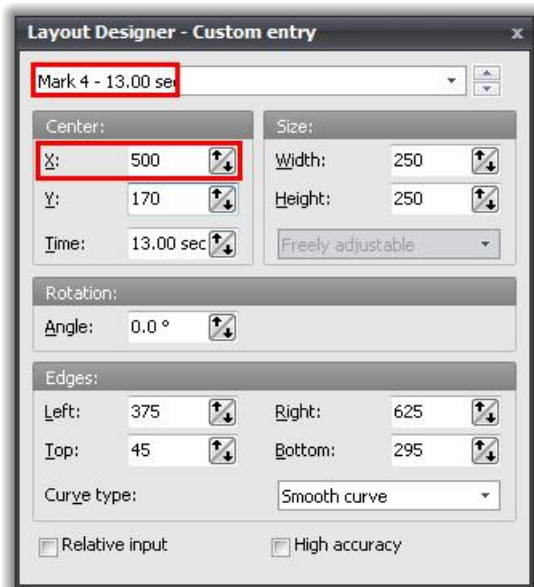 Layout Designer - Custom entry x
Mark 4 - 13.00 sec
Center: Size:
X: 500 Width: 250
Y: 170 Height: 250
Time: 13.00 sec Freely adjustable
Rotation:
Angle: 0.0 °
Edges:
Left: 375 Right: 625
Top: 45 Bottom: 295
Curve type: Smooth curve
Relative input High accuracy